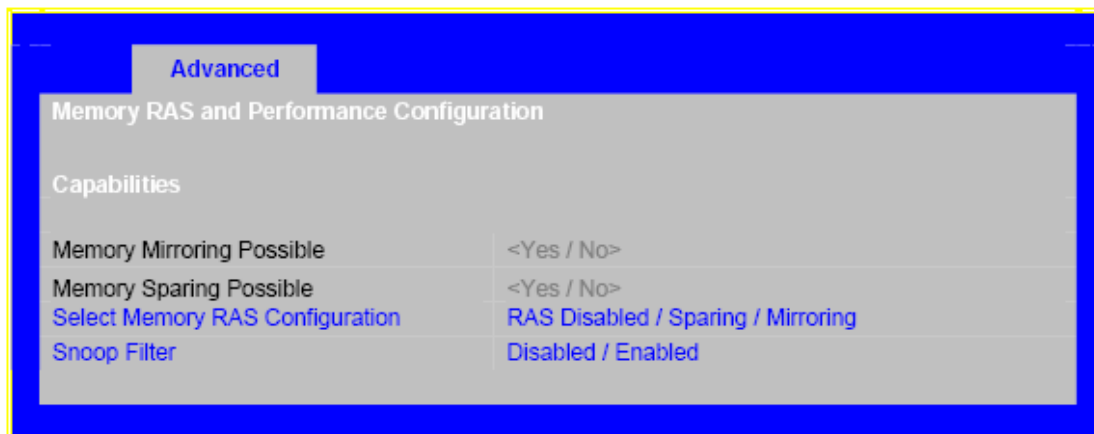 Advanced
Memory RAS and Performance Configuration
Capabilities
Memory Mirroring Possible <Yes / No>
Memory Sparing Possible <Yes / No>
Select Memory RAS Configuration RAS Disabled / Sparing / Mirroring
Snoop Filter Disabled / Enabled